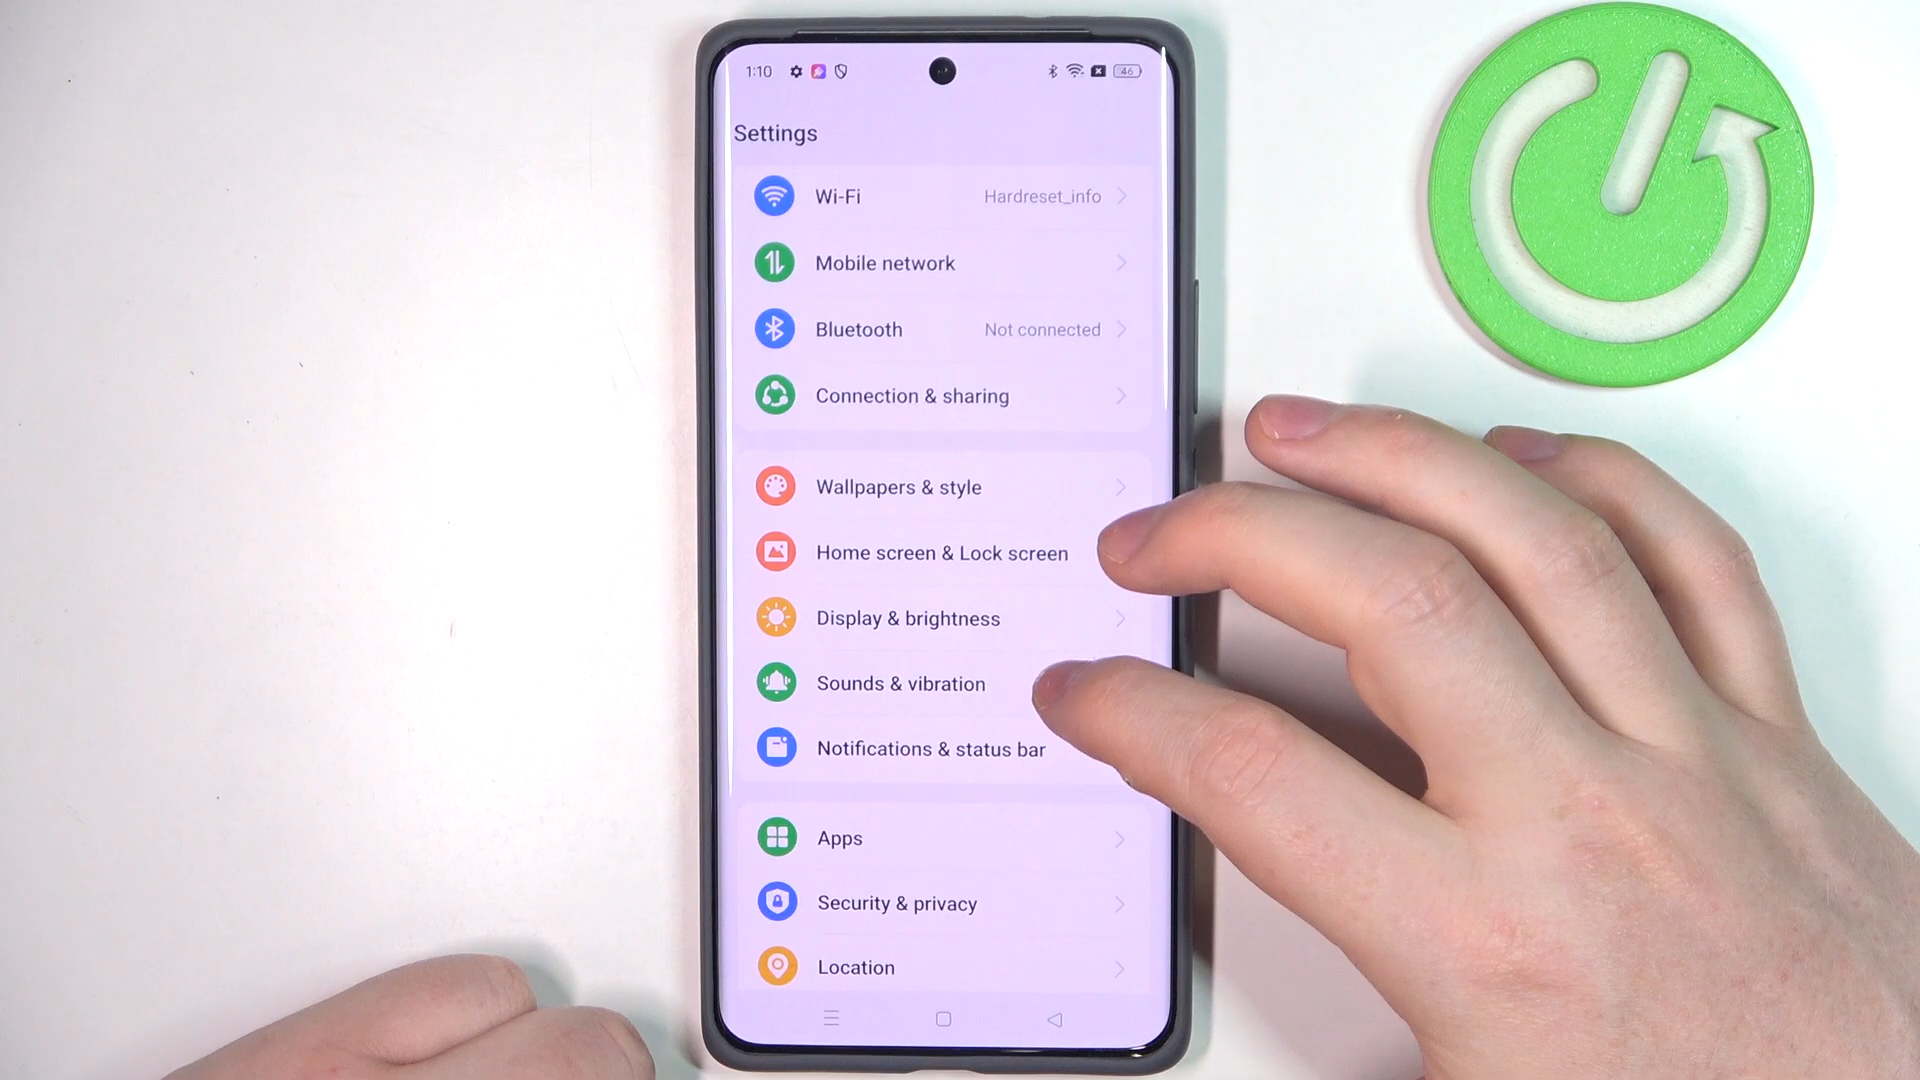 1:10
46
Settings
Wi-Fi Hardreset_info
Mobile network
Bluetooth Not connected
Connection & sharing
Wallpapers & style
Home screen & Lock screen
Display & brightness
Sounds & vibration
Notifications & status bar
Apps
Security & privacy
Location